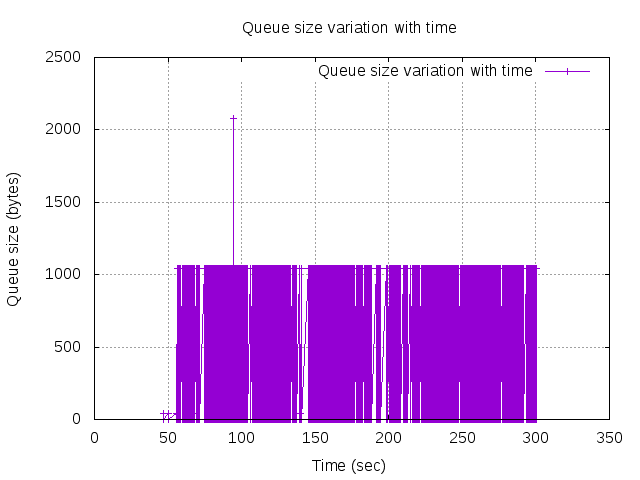 Queue size variation with time
Queue size variation with time
2500
2000
1500
1000
500
0
Queue size (bytes)
0 50 100 150 200 250 300 350
Time (sec)